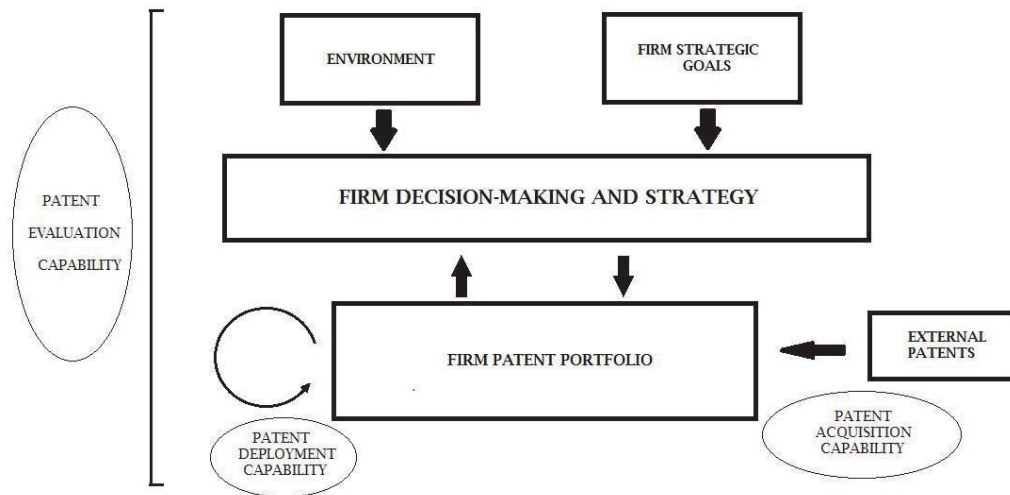 ENVIRONMENT
FIRM STRATEGIC
GOALS
FIRM DECISION-MAKING AND STRATEGY
PATENT
EVALUATION
CAPABILITY
FIRM PATENT PORTFOLIO
EXTERNAL
PATENTS
PATENT
DEPLOYMENT
CAPABILITY
PATENT
ACQUISITION
CAPABILITY